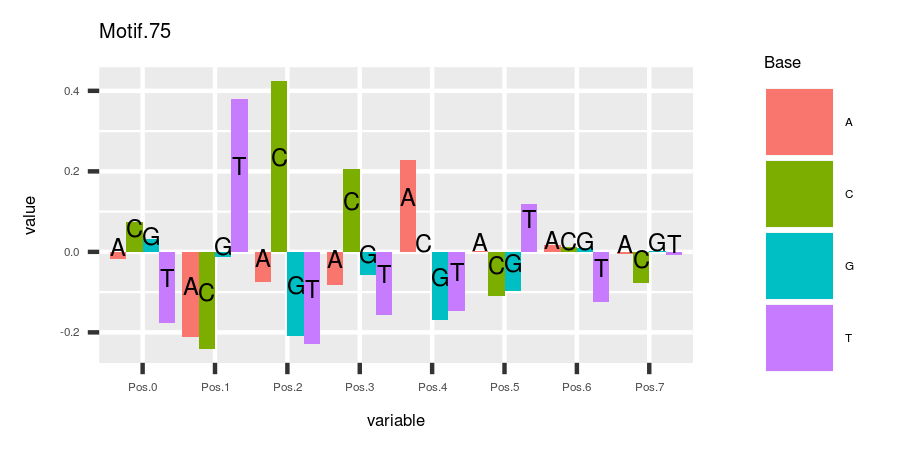 Motif.75
Base
A
C
G
T
value
0.4
0.2
0.0
-0.2
A C G T
A C G T
A C G T
A C G T
A C G T
A C G T
A C G T
A C G T
Pos.0 Pos.1 Pos.2 Pos.3 Pos.4 Pos.5 Pos.6 Pos.7
variable